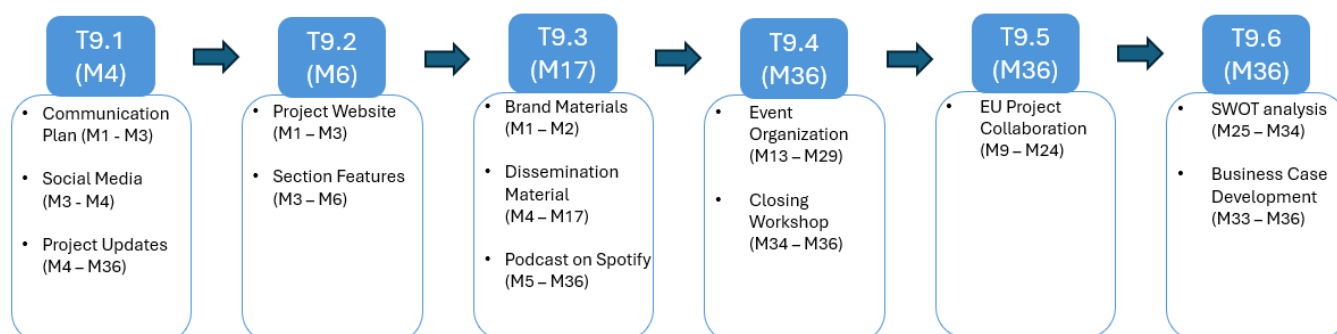 T9.1
(M4)
• Communication
Plan (M1 - M3)
• Social Media
(M3 - M4)
• Project Updates
(M4 – M36)
T9.2
(M6)
• Project Website
(M1 – M3)
• Section Features
(M3 – M6)
T9.3
(M17)
• Brand Materials
(M1 – M2)
• Dissemination
Material
(M4 – M17)
• Podcast on Spotify
(M5 – M36)
T9.4
(M36)
• Event
Organization
(M13 – M29)
• Closing
Workshop
(M34 – M36)
T9.5
(M36)
• EU Project
Collaboration
(M9 – M24)
T9.6
(M36)
• SWOT analysis
(M25 – M34)
• Business Case
Development
(M33 – M36)